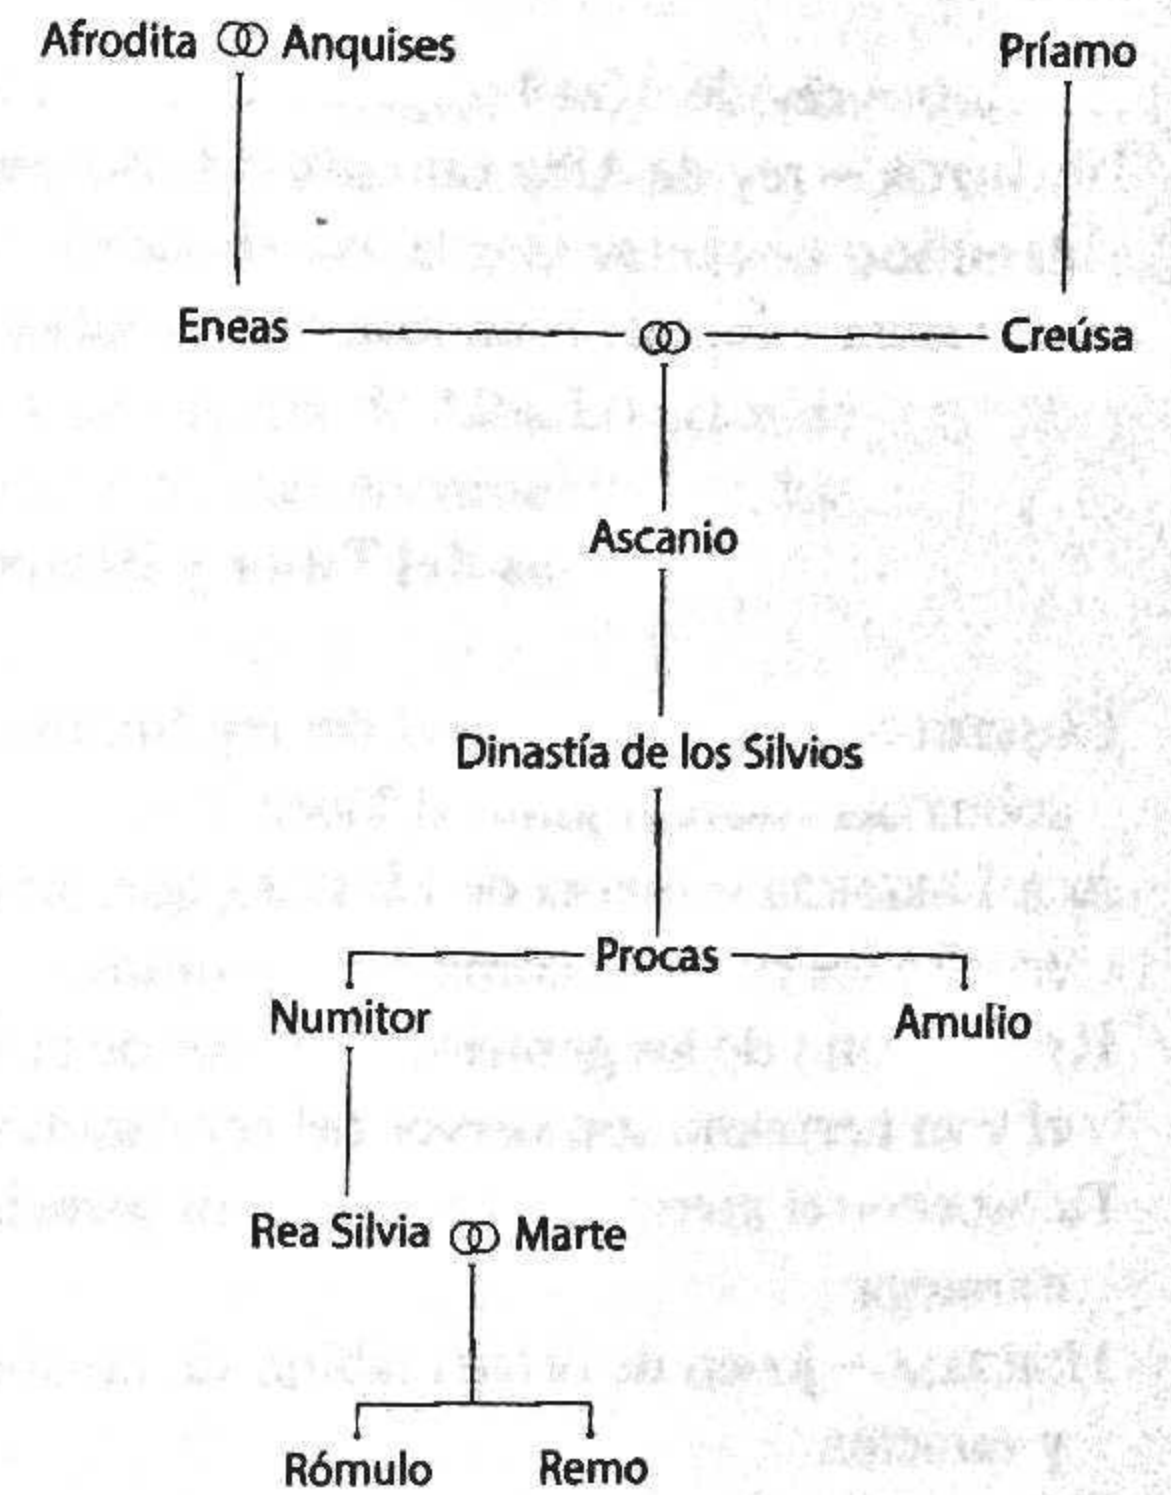 Afrodita Anquises
Príamo
Eneas
Creúsa
Ascanio
Dinastía de los Silvios
Procas
Numitor
Amulio
Rea Silvia Marte
Rómulo
Remo